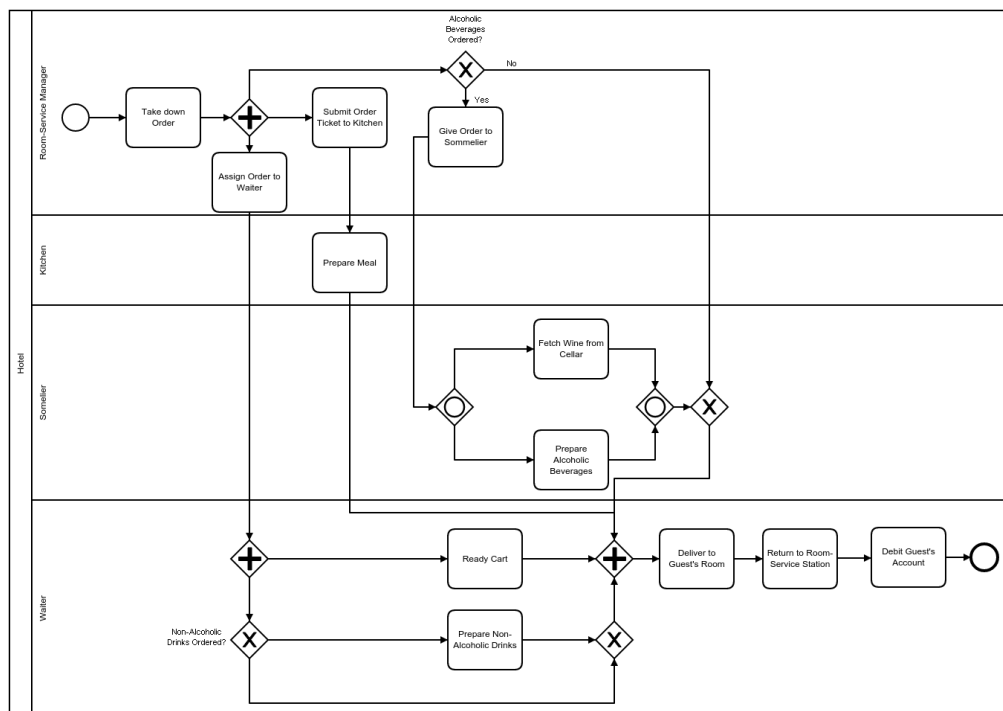 Hotel
Room-Service Manager
Alcoholic
Beverages
Ordered?
No
Yes
Take down
Order
Submit Order
Ticket to Kitchen
Give Order to
Sommelier
Assign Order to
Waiter
Kitchen
Prepare Meal
Somelier
Fetch Wine from
Cellar
Prepare
Alcoholic
Beverages
Waiter
Ready Cart
Deliver to
Guest's Room
Return to Room-
Service Station
Debit Guest's
Account
Non-Alcoholic
Drinks Ordered?
Prepare Non-
Alcoholic Drinks